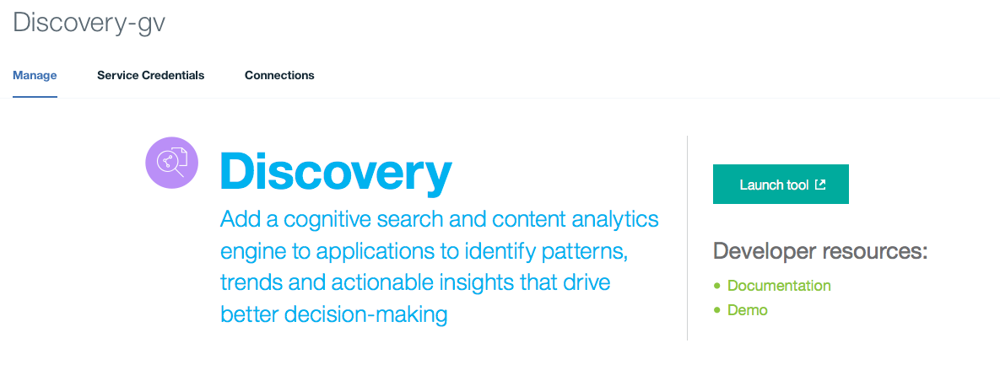 Discovery-gv
Manage Service Credentials Connections
Discovery
Add a cognitive search and content analytics
engine to applications to identify patterns,
trends and actionable insights that drive
better decision-making
Launch tool
Developer resources:
• Documentation
• Demo